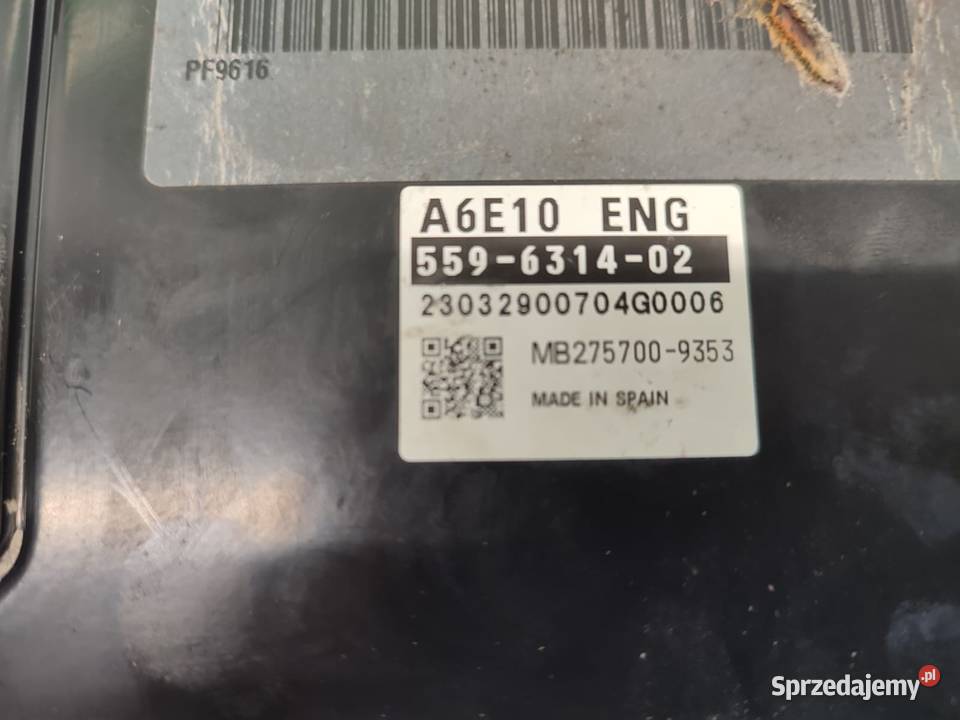 PF9616
A6E10 ENG
559-6314-02
23032900704G0006
MB275700-9353
MADE IN SPAIN
Sprzedajemy.pl